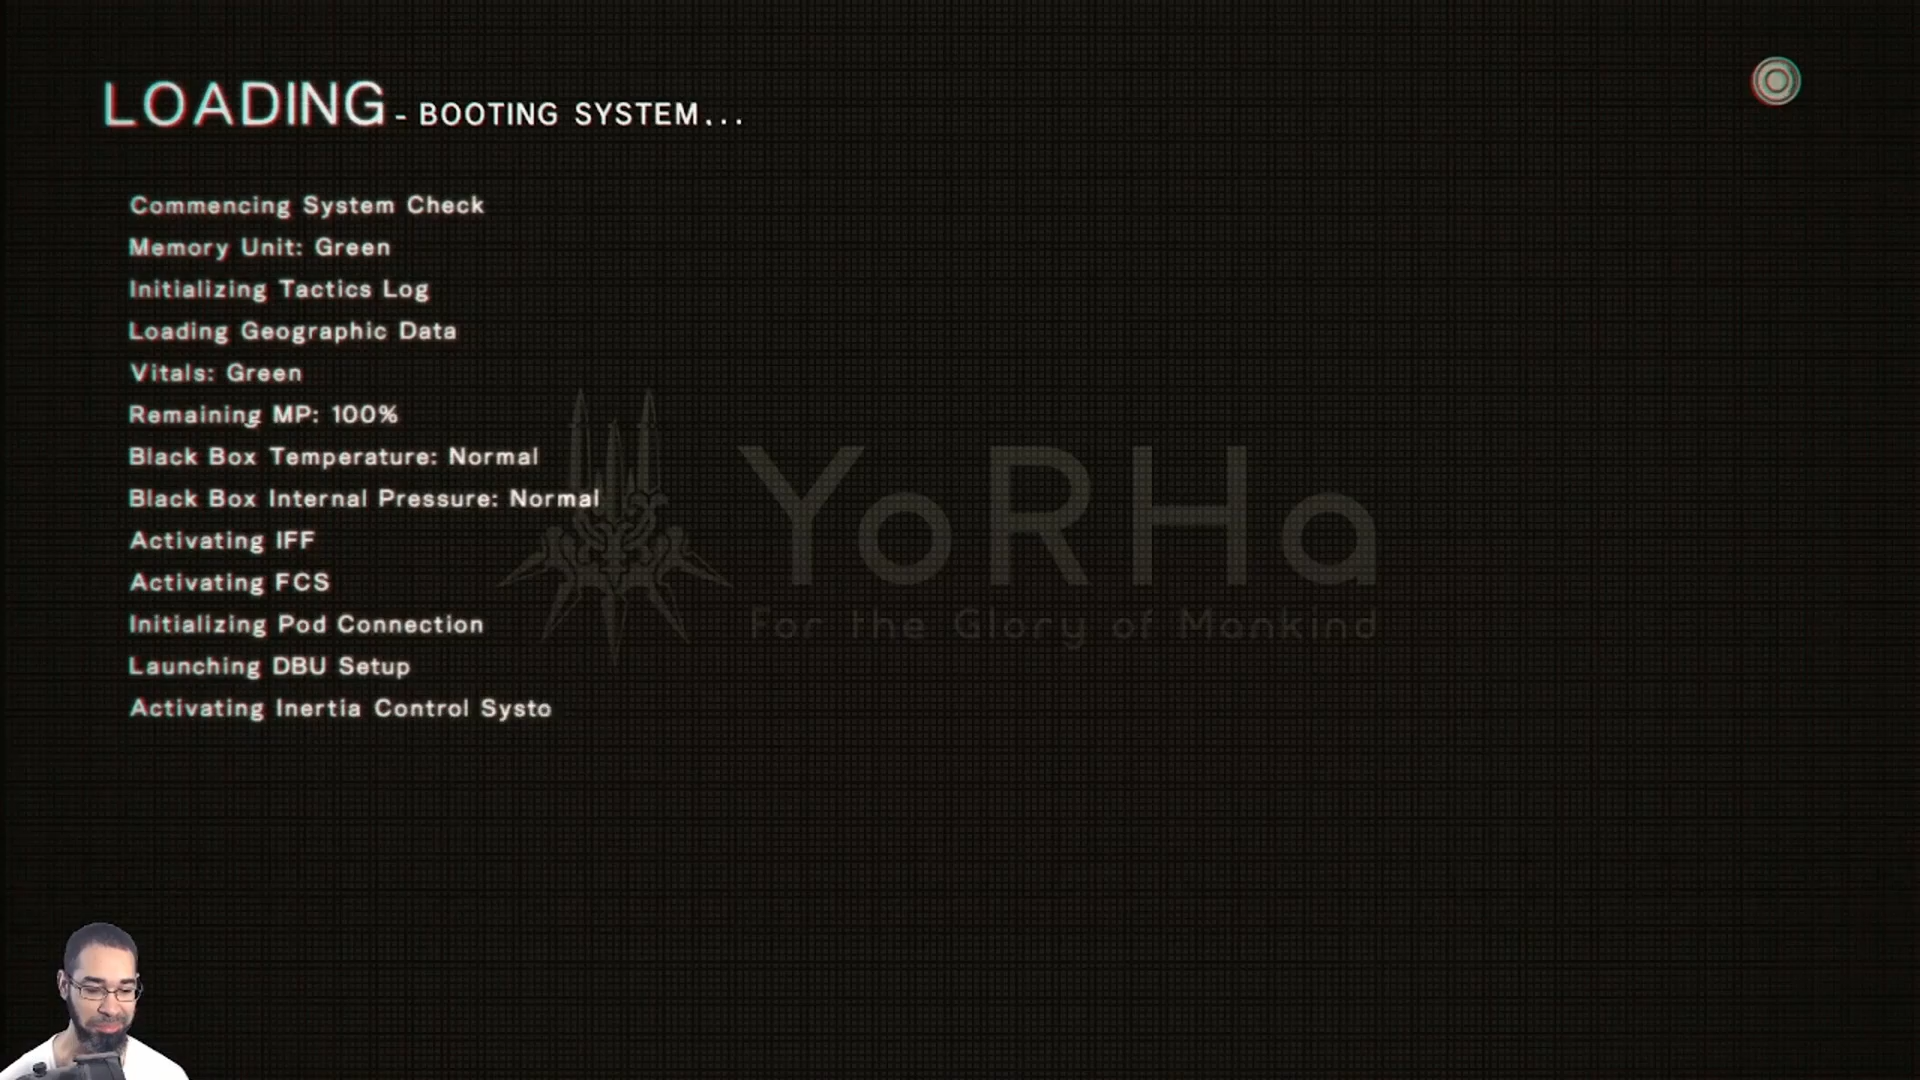 LOADING - BOOTING SYSTEM...
Commencing System Check
Memory Unit: Green
Initializing Tactics Log
Loading Geographic Data
Vitals: Green
Remaining MP: 100%
Black Box Temperature: Normal
Black Box Internal Pressure: Normal
Activating IFF
Activating FCS
Initializing Pod Connection
Launching DBU Setup
Activating Inertia Control Systo
YoRHa
For the Glory of Mankind